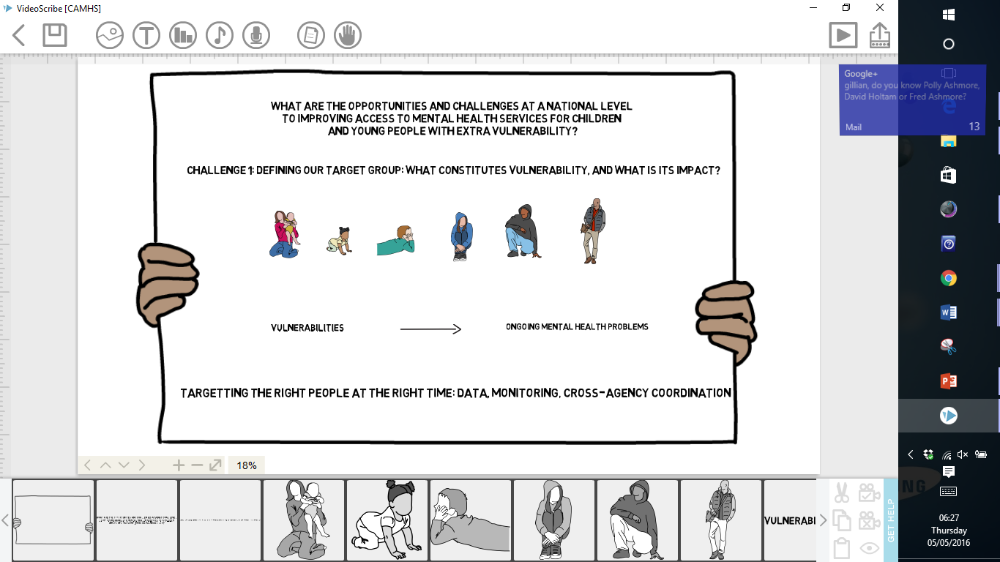 VideoScribe [CAMHS]
WHAT ARE THE OPPORTUNITIES AND CHALLENGES AT A NATIONAL LEVEL
TO IMPROVING ACCESS TO MENTAL HEALTH SERVICES FOR CHILDREN
AND YOUNG PEOPLE WITH EXTRA VULNERABILITY?
CHALLENGE 1: DEFINING OUR TARGET GROUP: WHAT CONSTITUTES VULNERABILITY, AND WHAT IS ITS IMPACT?
VULNERABILITIES
ONGOING MENTAL HEALTH PROBLEMS
TARGETTING THE RIGHT PEOPLE AT THE RIGHT TIME: DATA, MONITORING, CROSS-AGENCY COORDINATION
18%
VULNERABI
GET HELP
Google+
gillian, do you know Polly Ashmore,
David Holtam or Fred Ashmore?
Mail 13
06:27
Thursday
05/05/2016